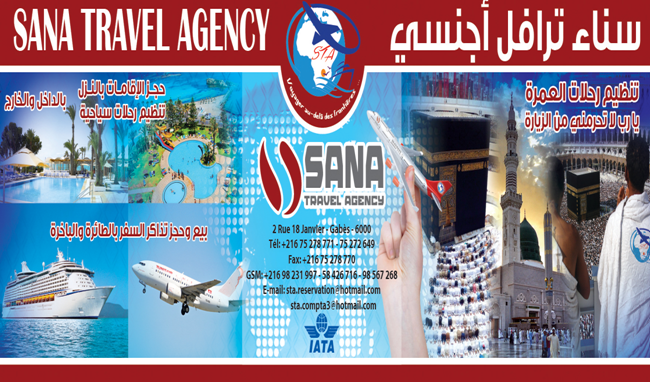 SANA TRAVEL AGENCY
سناء ترافل أجنسي
STA
Voyager au-delà des frontières
حجز الإقامات بالنزل
بالداخل والخارج
تنظيم رحلات سياحية
تنظيم رحلات العمرة
يا رب لا تحرمني من الزيارة
SANA
TRAVEL AGENCY
بيع وحجز تذاكر السفر بالطائرة والباخرة
2 Rue 18 Janvier - Gabès - 6000
Tél: +216 75 278 771 - 75 272 649
Fax: +216 75 278 770
GSM: +216 98 231 997 - 58 426 716 - 98 567 268
E-mail: sta.reservation@hotmail.com
sta.compta3@hotmail.com
IATA